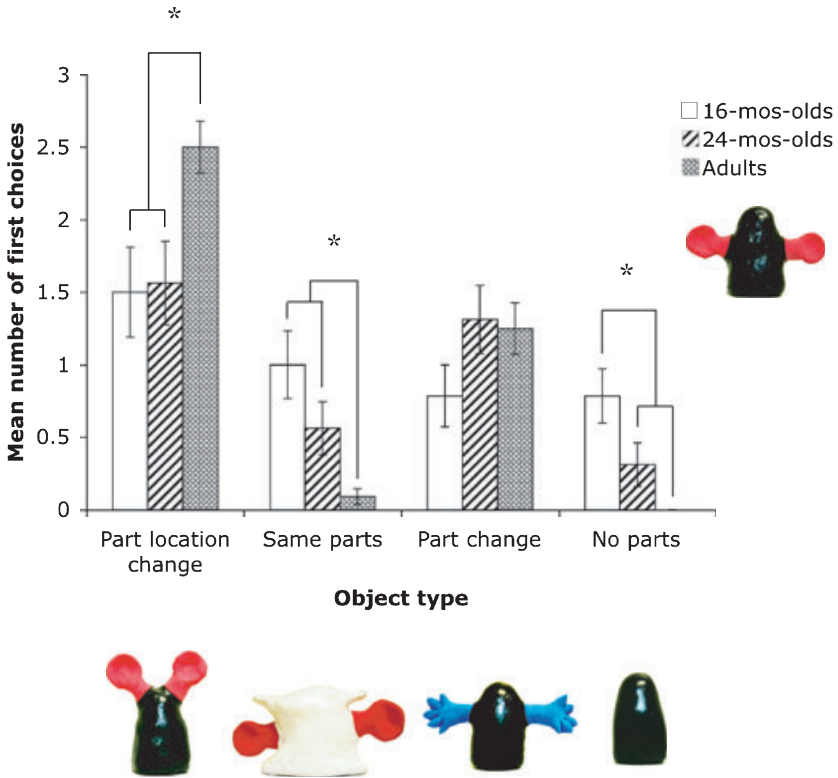 *
3
2.5
2
1.5
1
0.5
0
Mean number of first choices
*
*
16-mos-olds
24-mos-olds
Adults
Part location change
Same parts
Part change
No parts
Object type